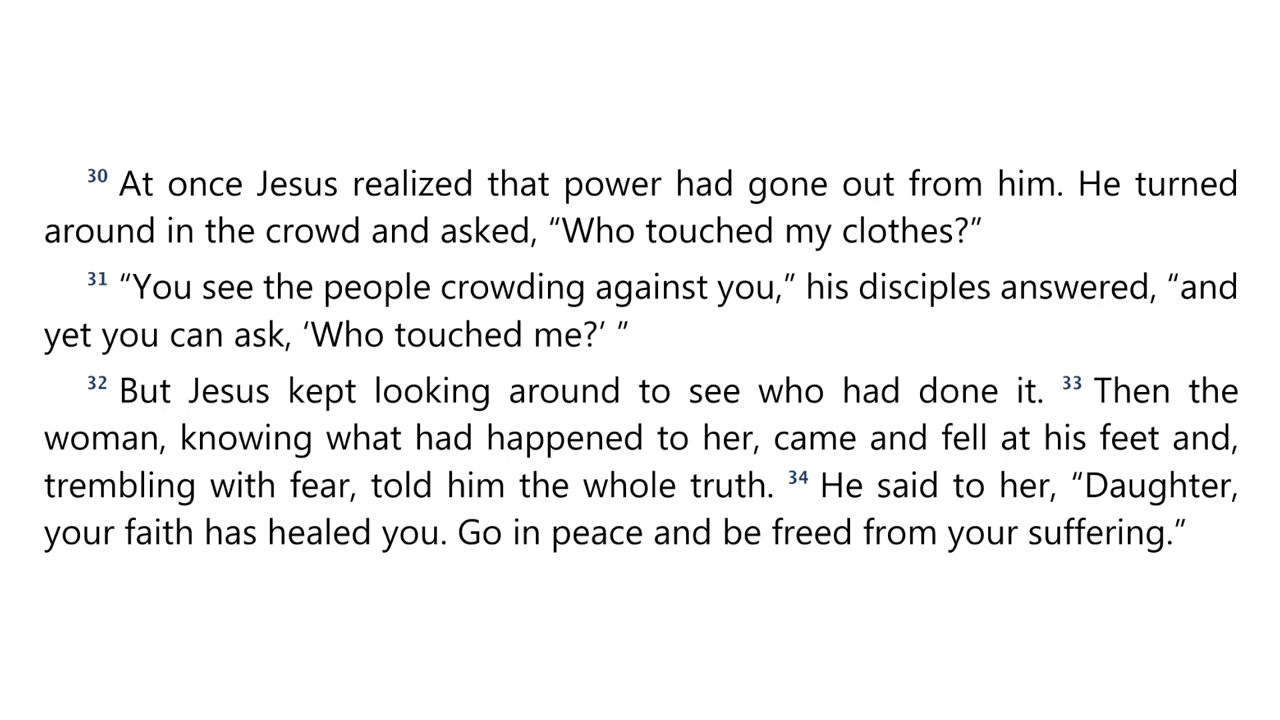 30 At once Jesus realized that power had gone out from him. He turned
around in the crowd and asked, “Who touched my clothes?”
31 “You see the people crowding against you,” his disciples answered, “and
yet you can ask, ‘Who touched me?’ ”
32 But Jesus kept looking around to see who had done it. 33 Then the
woman, knowing what had happened to her, came and fell at his feet and,
trembling with fear, told him the whole truth. 34 He said to her, “Daughter,
your faith has healed you. Go in peace and be freed from your suffering.”